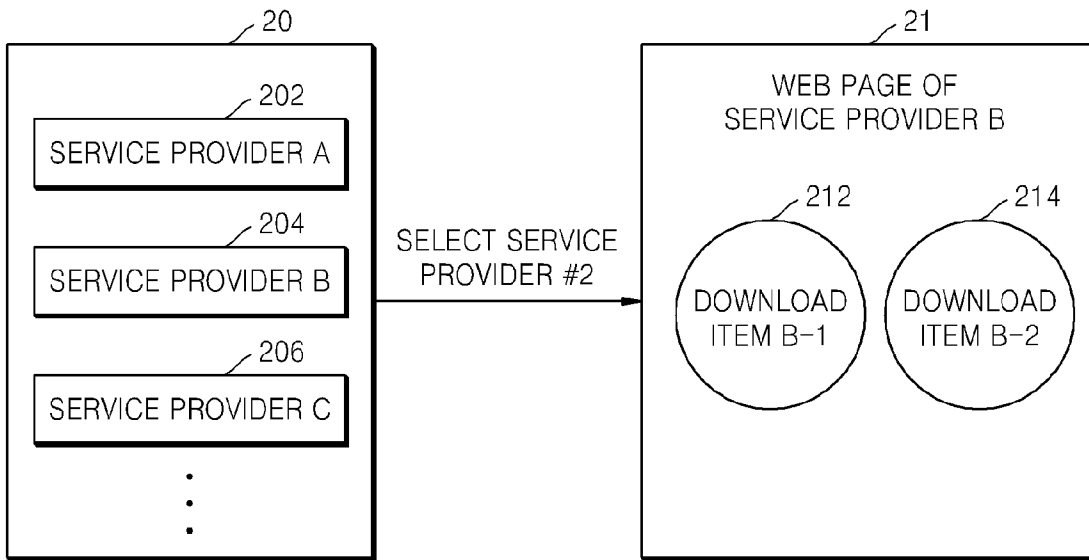 20
202
SERVICE PROVIDER A
204
SERVICE PROVIDER B
206
SERVICE PROVIDER C
SELECT SERVICE
PROVIDER #2
21
WEB PAGE OF
SERVICE PROVIDER B
212
DOWNLOAD
ITEM B-1
214
DOWNLOAD
ITEM B-2